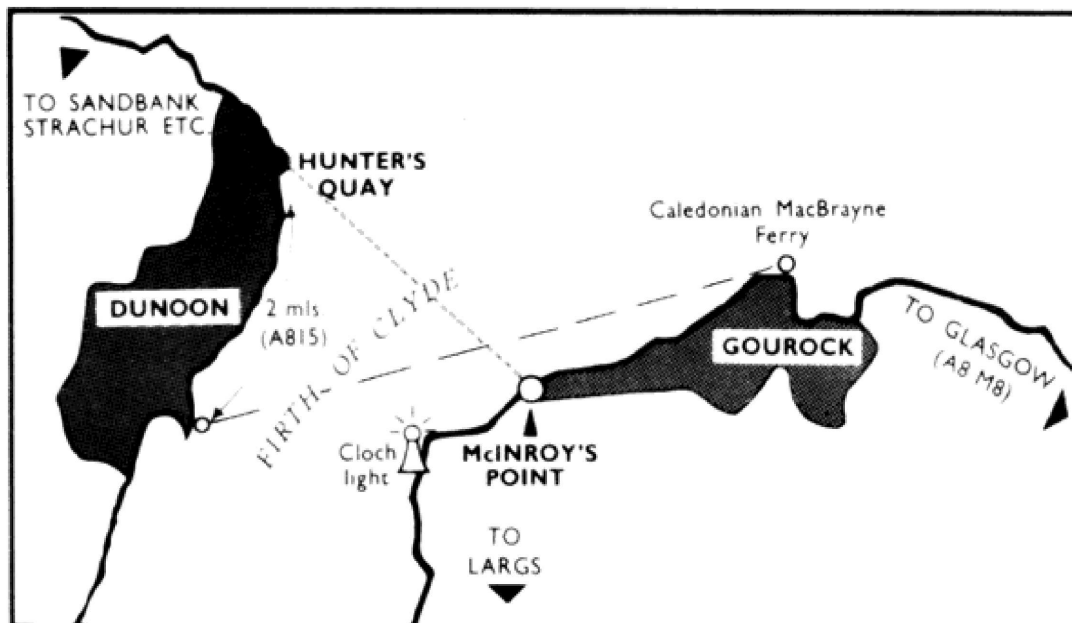 TO SANDBANK
STRACHUR ETC.
HUNTER'S
QUAY
Caledonian MacBrayne
Ferry
DUNOON
2 mls.
(A815)
FIRTH OF CLYDE
GOUROCK
TO GLASGOW
(A8 M8)
Cloch
light
McINROY'S
POINT
TO
LARGS